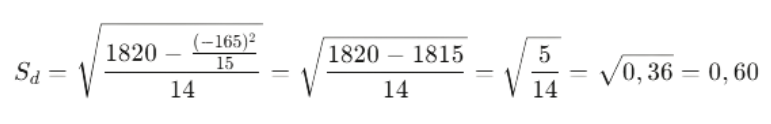 $S_d = \sqrt{\frac{1820 - \frac{(-165)^2}{15}}{14}} = \sqrt{\frac{1820 - 1815}{14}} = \sqrt{\frac{5}{14}} = \sqrt{0,36} = 0,60$